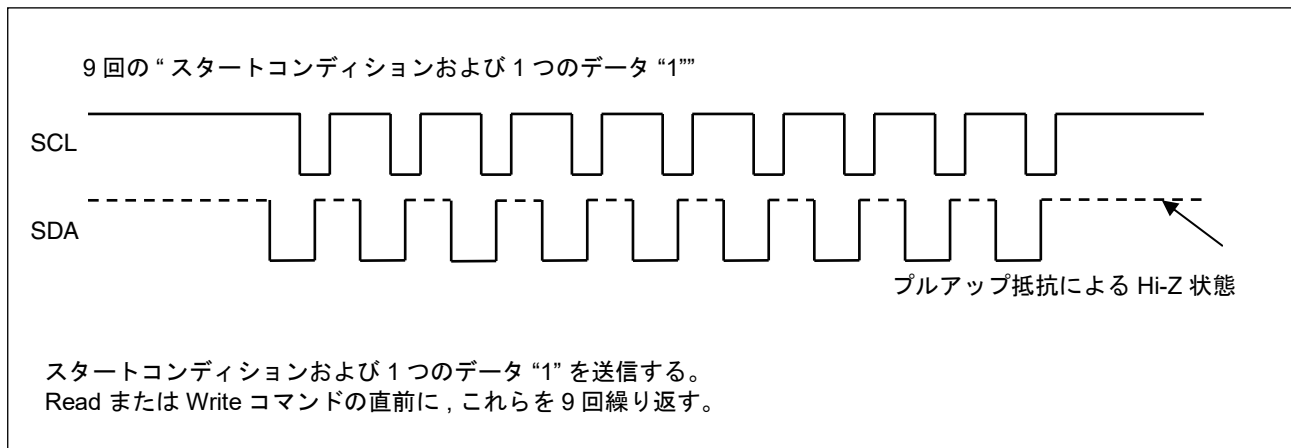 9 回の “ スタートコンディションおよび 1 つのデータ “1””
SCL
SDA
プルアップ抵抗による Hi-Z 状態
スタートコンディションおよび 1 つのデータ “1” を送信する。
Read または Write コマンドの直前に , これらを 9 回繰り返す。